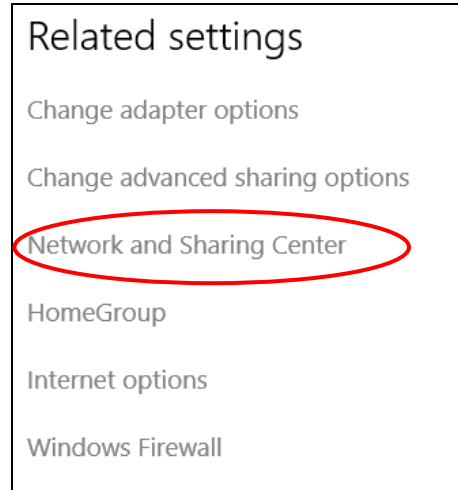 Related settings
Change adapter options
Change advanced sharing options
Network and Sharing Center
HomeGroup
Internet options
Windows Firewall